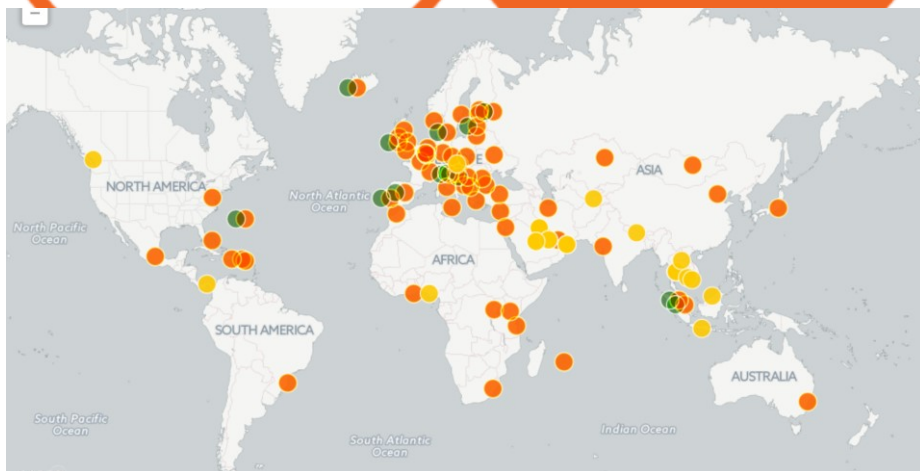 −
ASIA
NORTH AMERICA
North Atlantic
Ocean
North Pacific
Ocean
AFRICA
SOUTH AMERICA
AUSTRALIA
South Pacific
Ocean
Indian Ocean
South Atlantic
Ocean